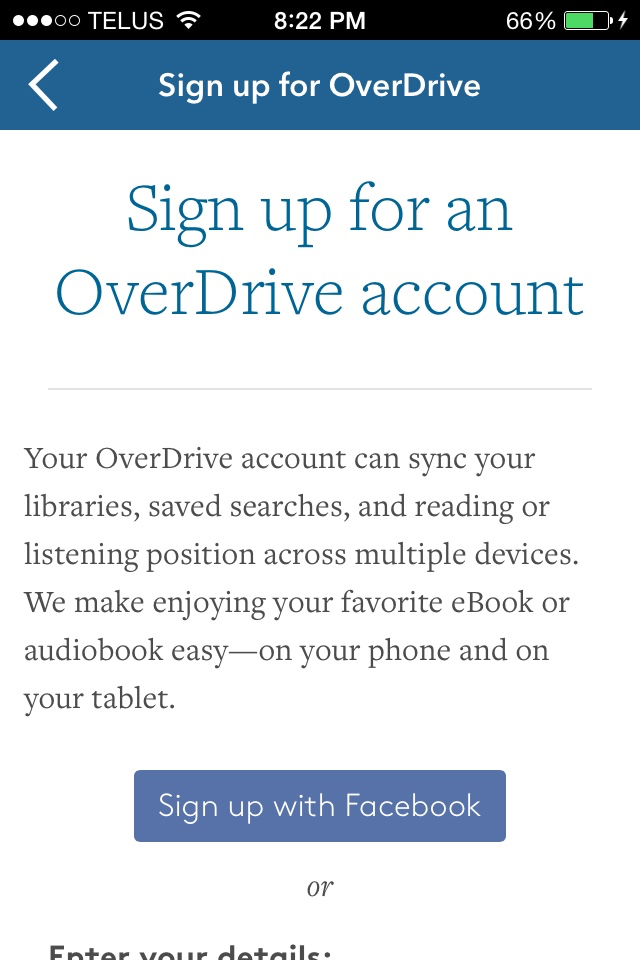 TELUS 8:22 PM 66%
Sign up for OverDrive
Sign up for an
OverDrive account
Your OverDrive account can sync your
libraries, saved searches, and reading or
listening position across multiple devices.
We make enjoying your favorite eBook or
audiobook easy—on your phone and on
your tablet.
Sign up with Facebook
or
Enter your details: